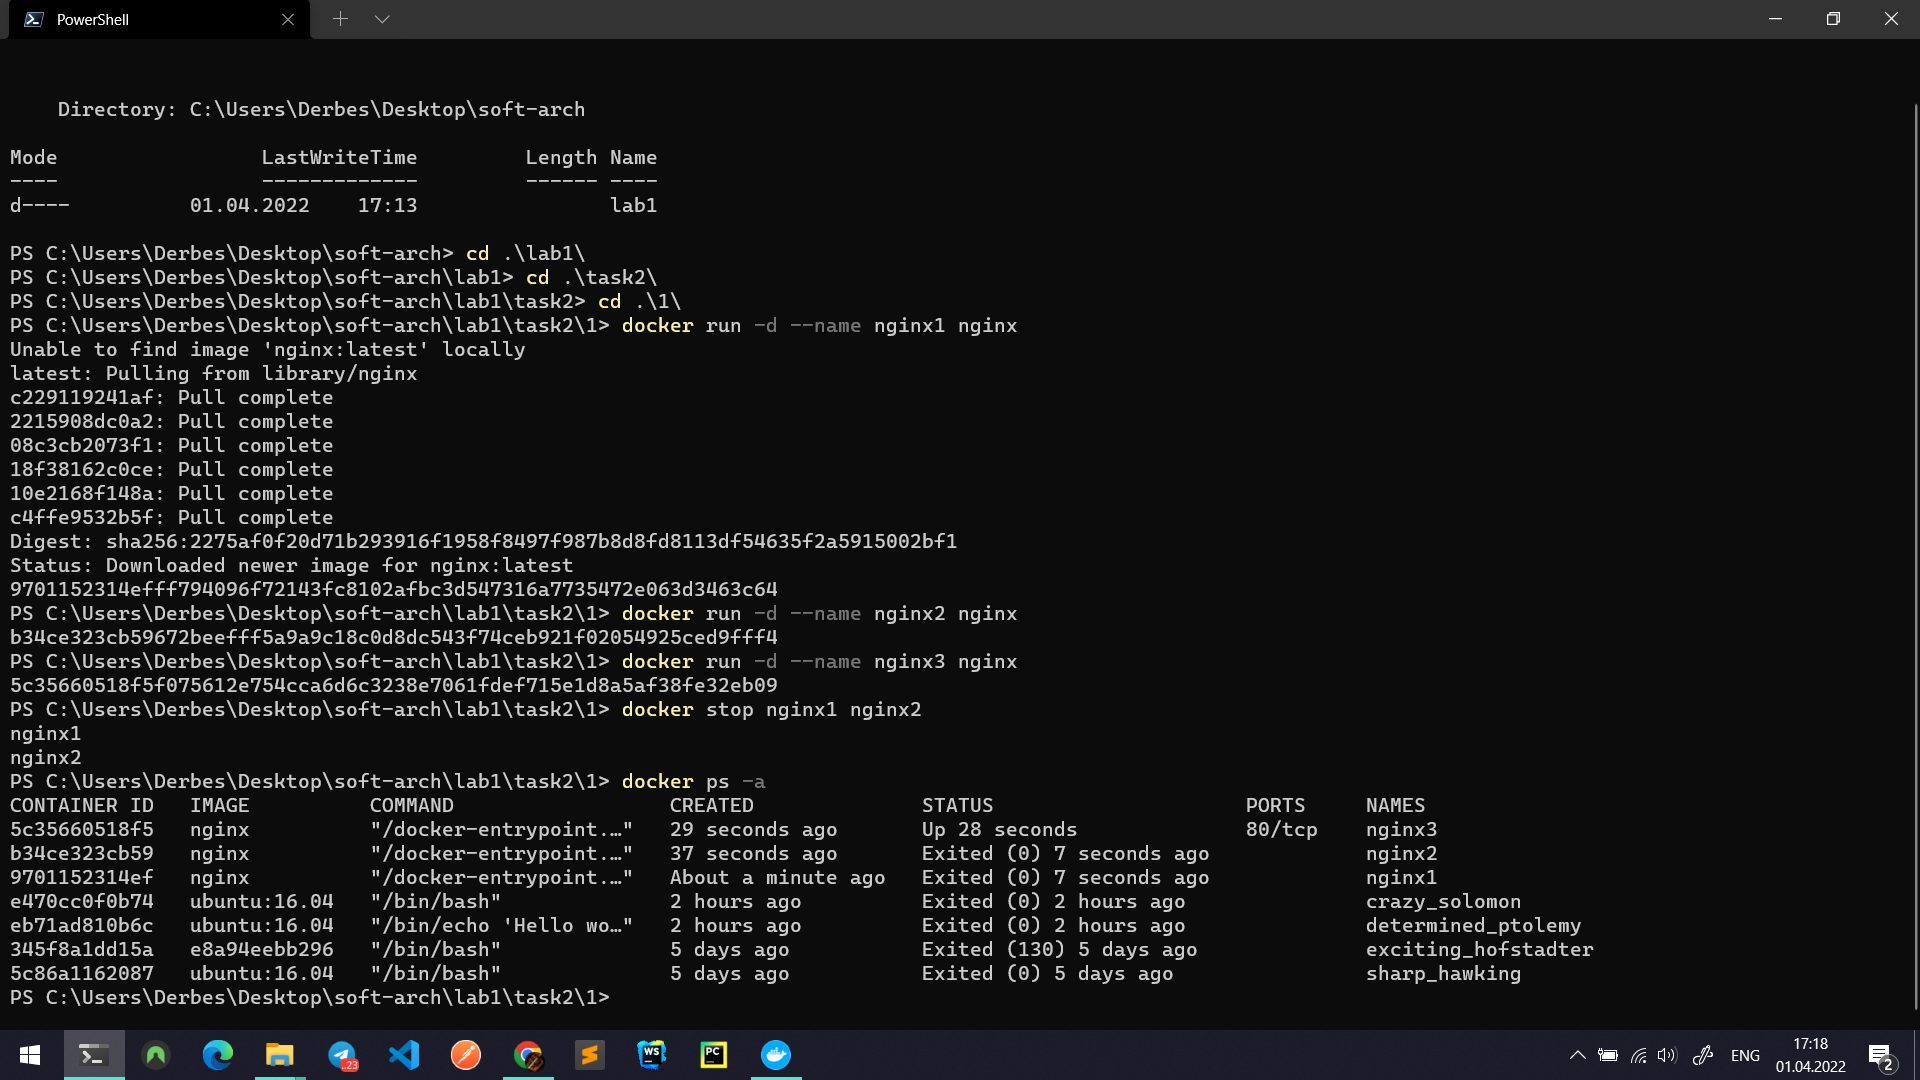 PowerShell
    Directory: C:\Users\Derbes\Desktop\soft-arch
Mode                 LastWriteTime         Length Name
----                 -------------         ------ ----
d----          01.04.2022    17:13                lab1
PS C:\Users\Derbes\Desktop\soft-arch> cd .\lab1\
PS C:\Users\Derbes\Desktop\soft-arch\lab1> cd .\task2\
PS C:\Users\Derbes\Desktop\soft-arch\lab1\task2> cd .\1\
PS C:\Users\Derbes\Desktop\soft-arch\lab1\task2\1> docker run -d --name nginx1 nginx
Unable to find image 'nginx:latest' locally
latest: Pulling from library/nginx
c229119241af: Pull complete
2215908dc0a2: Pull complete
08c3cb2073f1: Pull complete
18f38162c0ce: Pull complete
10e2168f148a: Pull complete
c4ffe9532b5f: Pull complete
Digest: sha256:2275af0f20d71b293916f1958f8497f987b8d8fd8113df54635f2a5915002bf1
Status: Downloaded newer image for nginx:latest
9701152314efff794096f72143fc8102afbc3d547316a7735472e063d3463c64
PS C:\Users\Derbes\Desktop\soft-arch\lab1\task2\1> docker run -d --name nginx2 nginx
b34ce323cb59672beefff5a9a9c18c0d8dc543f74ceb921f02054925ced9fff4
PS C:\Users\Derbes\Desktop\soft-arch\lab1\task2\1> docker run -d --name nginx3 nginx
5c35660518f5f075612e754cca6d6c3238e7061fdef715e1d8a5af38fe32eb09
PS C:\Users\Derbes\Desktop\soft-arch\lab1\task2\1> docker stop nginx1 nginx2
nginx1
nginx2
PS C:\Users\Derbes\Desktop\soft-arch\lab1\task2\1> docker ps -a
CONTAINER ID   IMAGE          COMMAND                  CREATED              STATUS                     PORTS     NAMES
5c35660518f5   nginx          "/docker-entrypoint.…"   29 seconds ago       Up 28 seconds              80/tcp    nginx3
b34ce323cb59   nginx          "/docker-entrypoint.…"   37 seconds ago       Exited (0) 7 seconds ago             nginx2
9701152314ef   nginx          "/docker-entrypoint.…"   About a minute ago   Exited (0) 7 seconds ago             nginx1
e470cc0f0b74   ubuntu:16.04   "/bin/bash"              2 hours ago          Exited (0) 2 hours ago               crazy_solomon
eb71ad810b6c   ubuntu:16.04   "/bin/echo 'Hello wo…"   2 hours ago          Exited (0) 2 hours ago               determined_ptolemy
345f8a1dd15a   e8a94eebb296   "/bin/bash"              5 days ago           Exited (130) 5 days ago              exciting_hofstadter
5c86a1162087   ubuntu:16.04   "/bin/bash"              5 days ago           Exited (0) 5 days ago                sharp_hawking
PS C:\Users\Derbes\Desktop\soft-arch\lab1\task2\1>
..23
WS
PC
ENG
17:18
01.04.2022
2